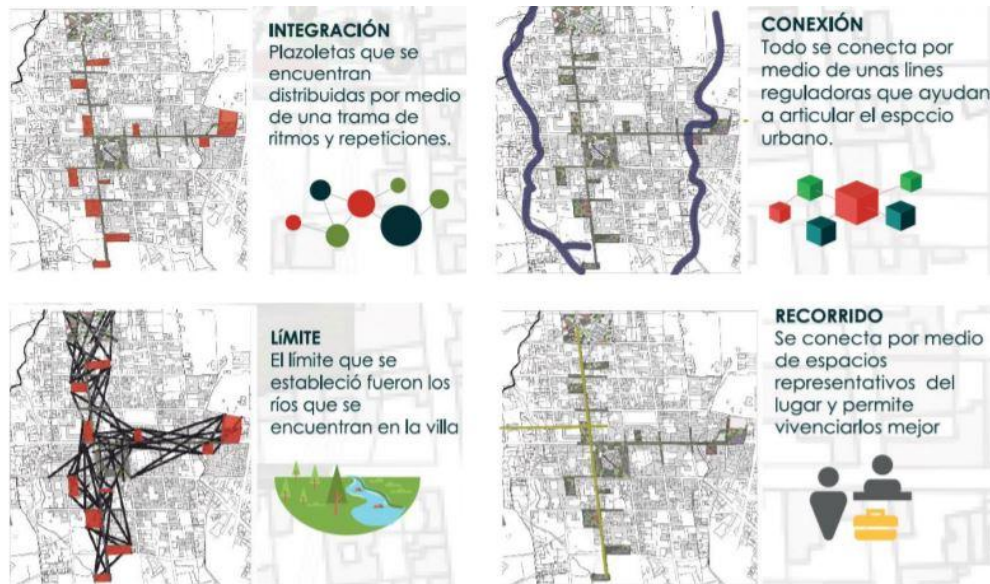 INTEGRACIÓN
Plazoletas que se
encuentran
distribuidas por medio
de una trama de
ritmos y repeticiones.
CONEXIÓN
Todo se conecta por
medio de unas lines
reguladoras que ayudan
a articular el espccio
urbano.
LíMITE
El límite que se
estableció fueron los
ríos que se
encuentran en la villa
RECORRIDO
Se conecta por medio
de espacios
representativos del
lugar y permite
vivenciarlos mejor